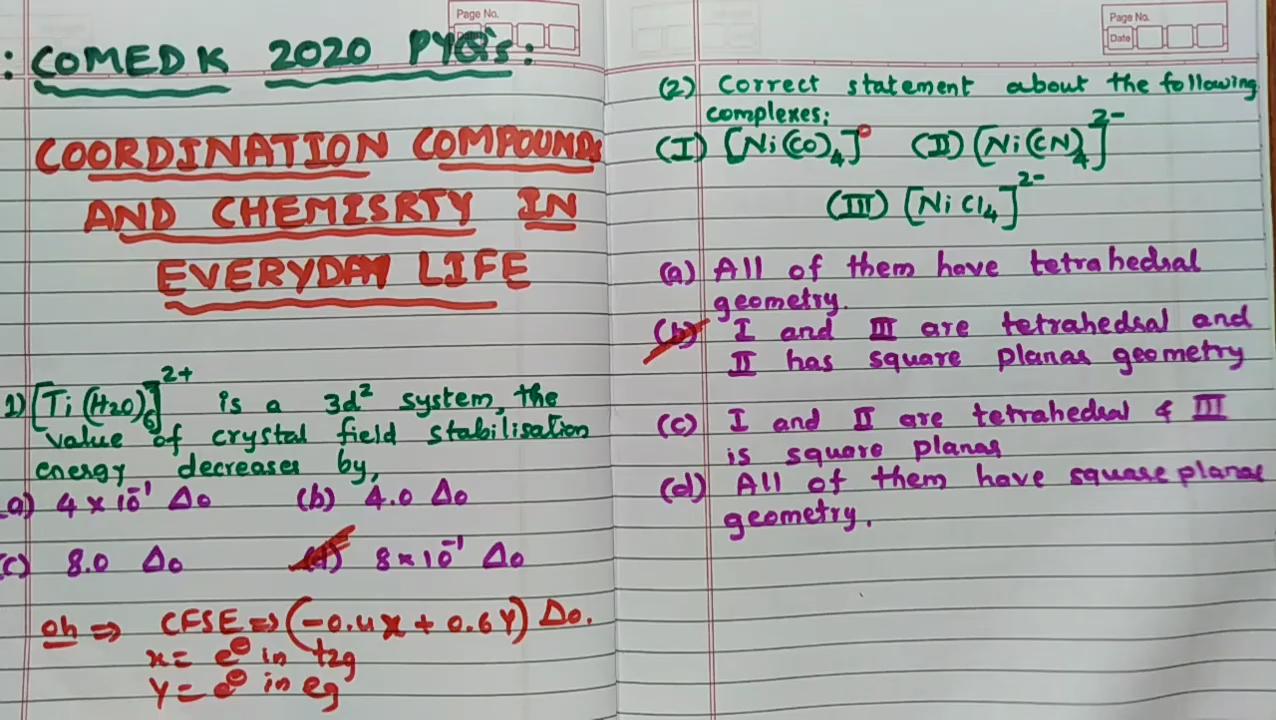 Page No.
: COMEDK 2020 PYQ's :
COORDINATION COMPOUNDS
AND CHEMISRTY IN
EVERYDAY LIFE
1) [Ti(H2O)6]2+ is a 3d2 system, the
value of crystal field stabilisation
energy decreases by,
(a) 4 × 10-1 Δo (b) 4.0 Δo
(c) 8.0 Δo (d) 8 × 10-1 Δo
Oh ⇒ CFSE ⇒ (-0.4x + 0.6Y) Δo.
x = e⊖ in t2g
Y = e⊖ in eg
Page No.
Date
(2) Correct statement about the following
complexes;
(I) [Ni(CO)4]0 (II) [Ni(CN)4]2-
(III) [NiCl4]2-
(a) All of them have tetrahedral
geometry.
(b) I and III are tetrahedral and
II has square planar geometry
(c) I and II are tetrahedral & III
is square planar
(d) All of them have square planar
geometry.